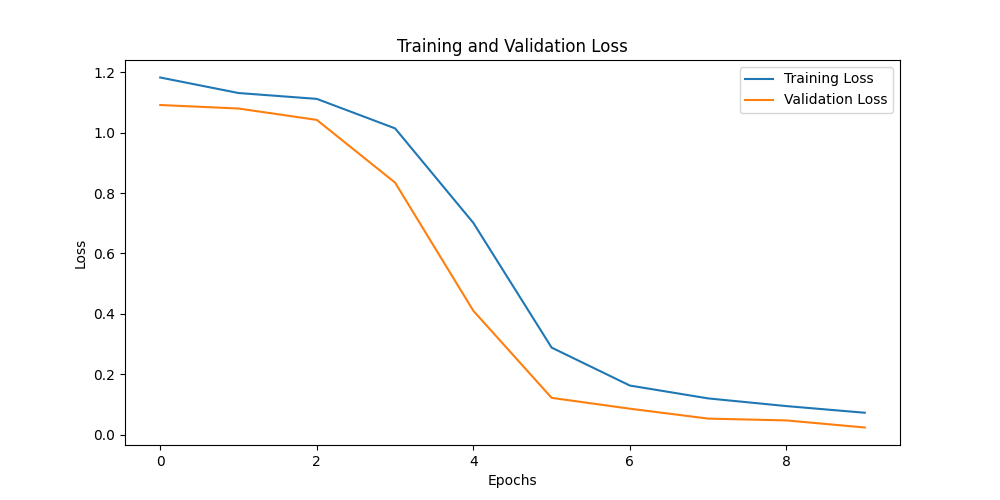 Training and Validation Loss
Training Loss
Validation Loss
1.2
1.0
0.8
0.6
0.4
0.2
0.0
Loss
0 2 4 6 8
Epochs